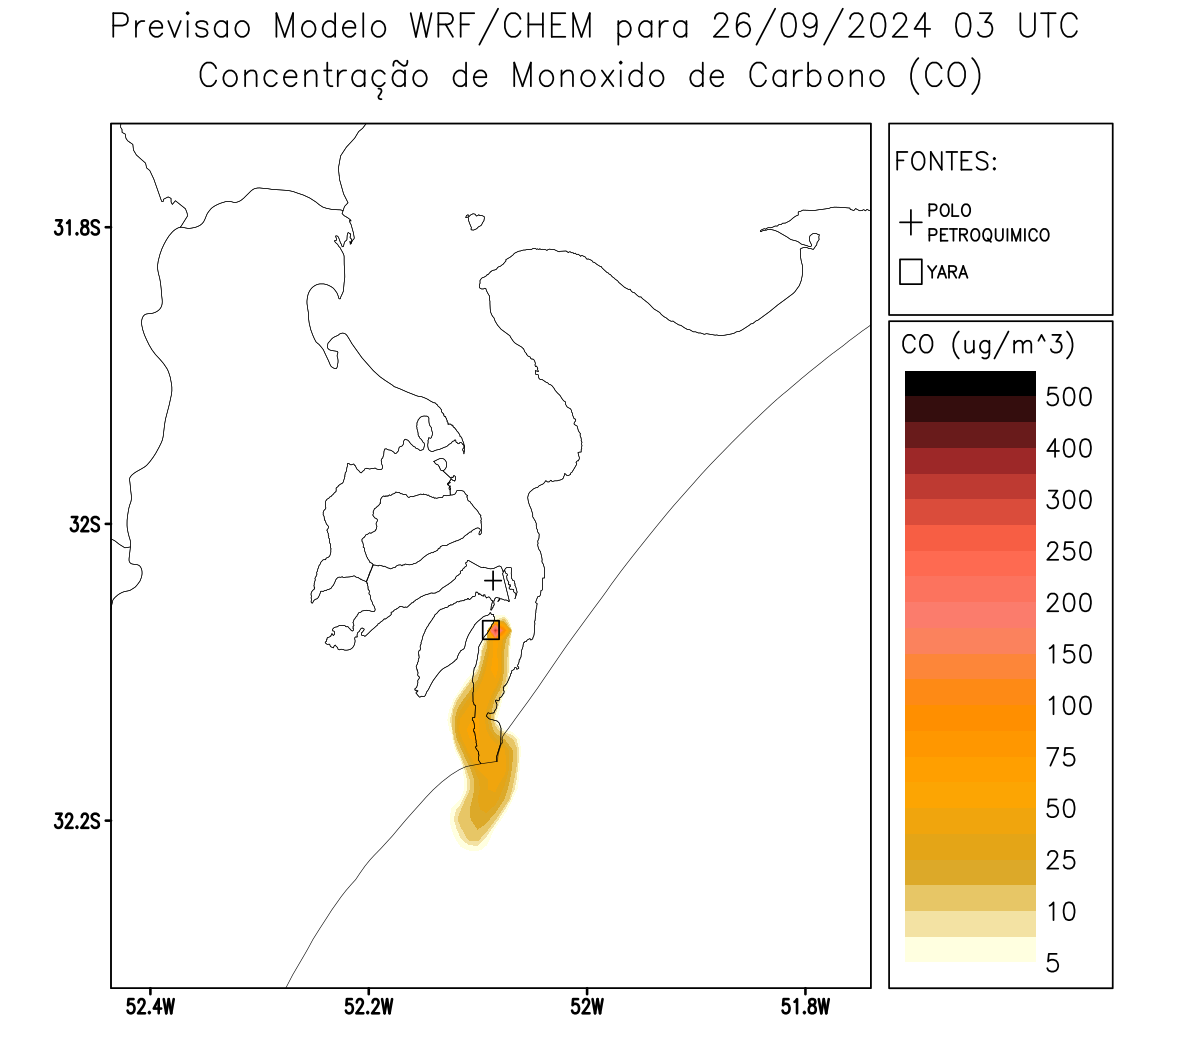 Previsao Modelo WRF/CHEM para 26/09/2024 03 UTC
Concentração de Monoxido de Carbono (CO)
FONTES:
POLO
PETROQUIMICO
YARA
CO (ug/m^3)
500
400
300
250
200
150
100
75
50
25
10
5
31.8S
32S
32.2S
52.4W
52.2W
52W
51.8W